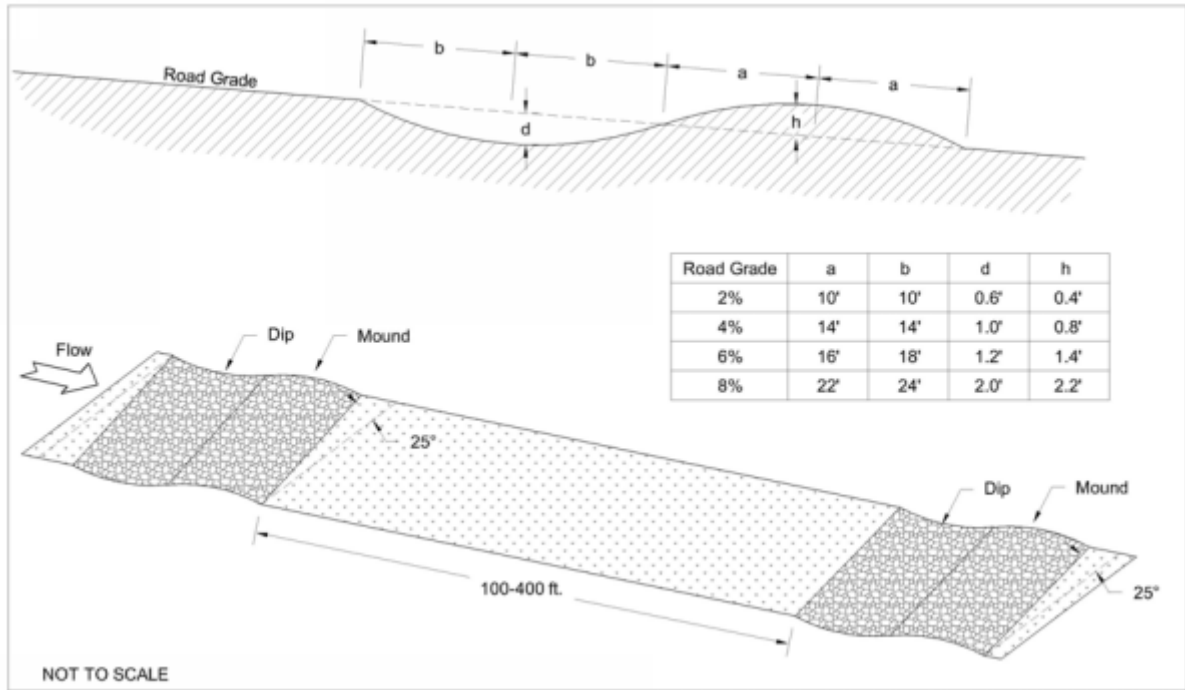 b b a a
Road Grade
d h
Road Grade a b d h
2% 10' 10' 0.6' 0.4'
4% 14' 14' 1.0' 0.8'
6% 16' 18' 1.2' 1.4'
8% 22' 24' 2.0' 2.2'
Flow
Dip Mound
25°
Dip Mound
100-400 ft.
25°
NOT TO SCALE